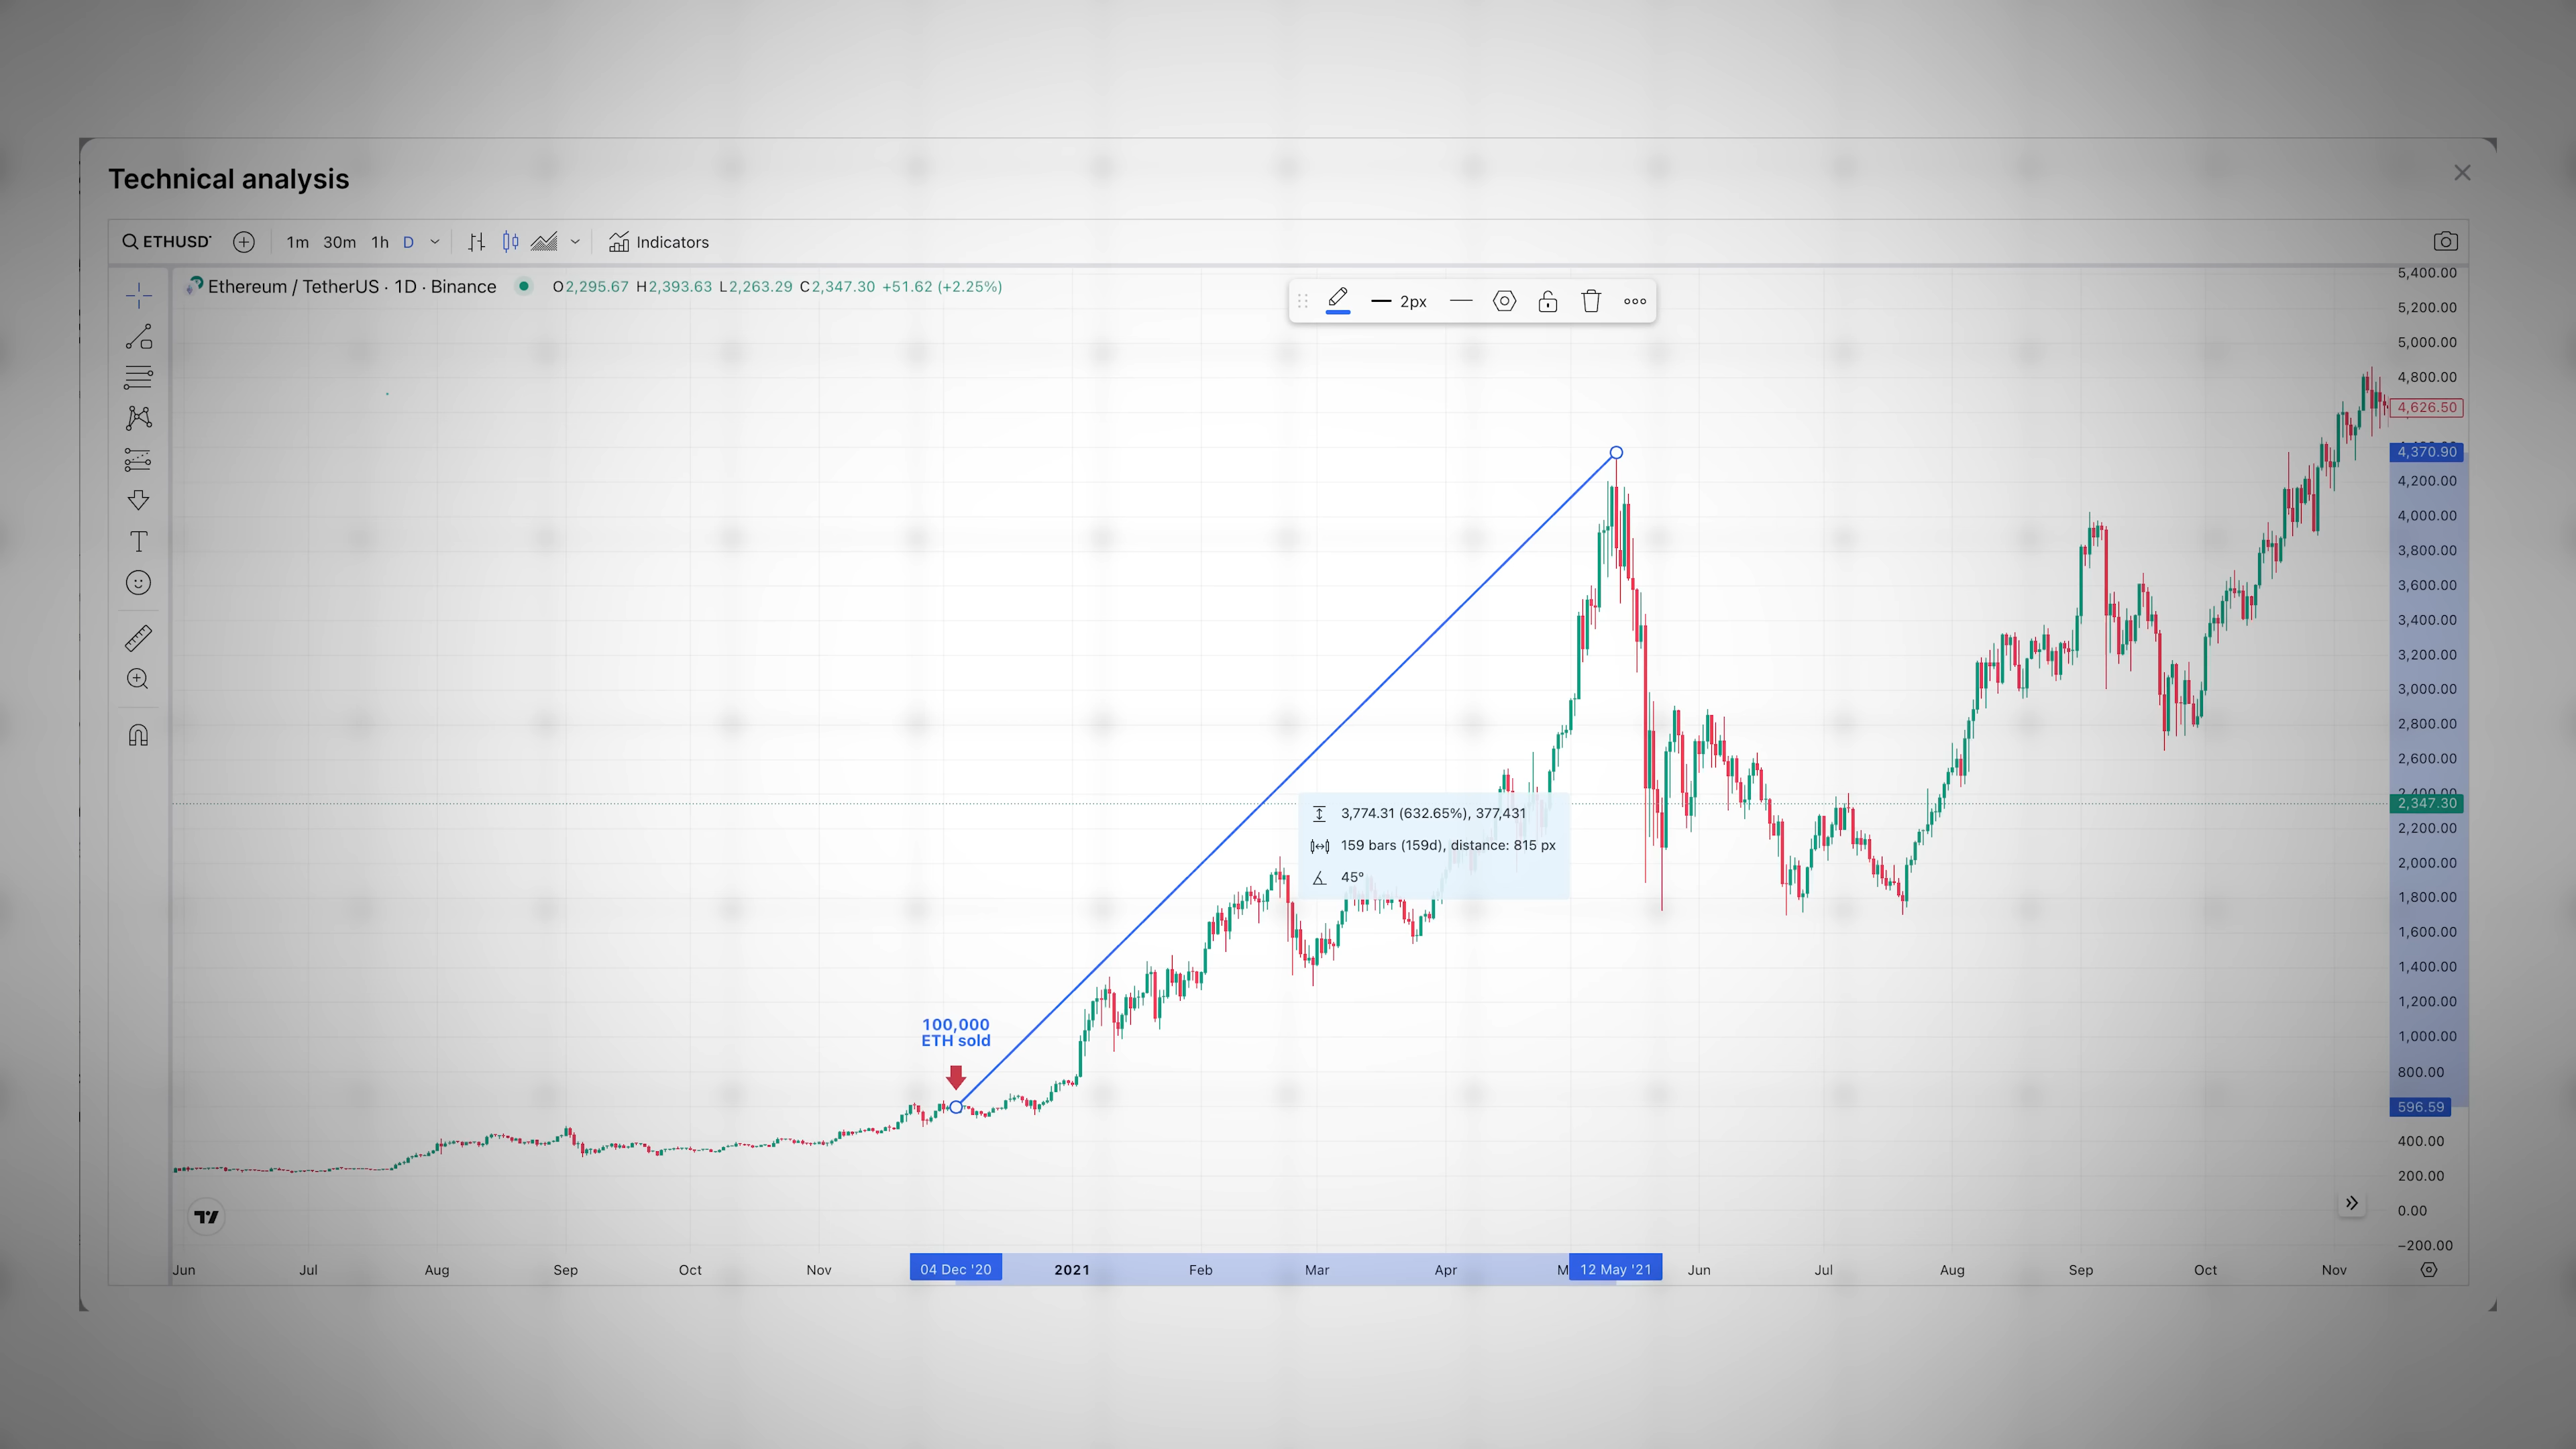 Technical analysis
ETHUSD
1m 30m 1h D
Indicators
Ethereum / TetherUS · 1D · Binance
O2,295.67 H2,393.63 L2,263.29 C2,347.30 +51.62 (+2.25%)
2px
5,400.00
5,200.00
5,000.00
4,800.00
4,626.50
4,370.90
4,200.00
4,000.00
3,800.00
3,600.00
3,400.00
3,200.00
3,000.00
2,800.00
2,600.00
2,400.00
2,347.30
2,200.00
2,000.00
1,800.00
1,600.00
1,400.00
1,200.00
1,000.00
800.00
596.59
400.00
200.00
0.00
−200.00
3,774.31 (632.65%), 377,431
159 bars (159d), distance: 815 px
45°
100,000
ETH sold
Jun Jul Aug Sep Oct Nov 04 Dec '20 2021 Feb Mar Apr M 12 May '21 Jun Jul Aug Sep Oct Nov